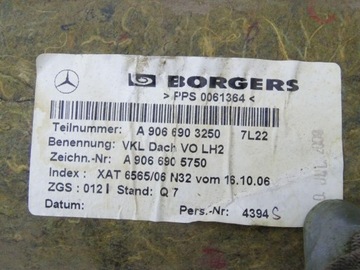 BORGERS
> PPS 0061364 <
Teilnummer: A 906 690 3250 7L22
Benennung: VKL Dach VO LH2
Zeichn.-Nr: A 906 690 5750
Index : XAT 6565/06 N32 vom 16.10.06
ZGS : 012 I Stand: Q 7
Datum: Pers.-Nr: 4394 S